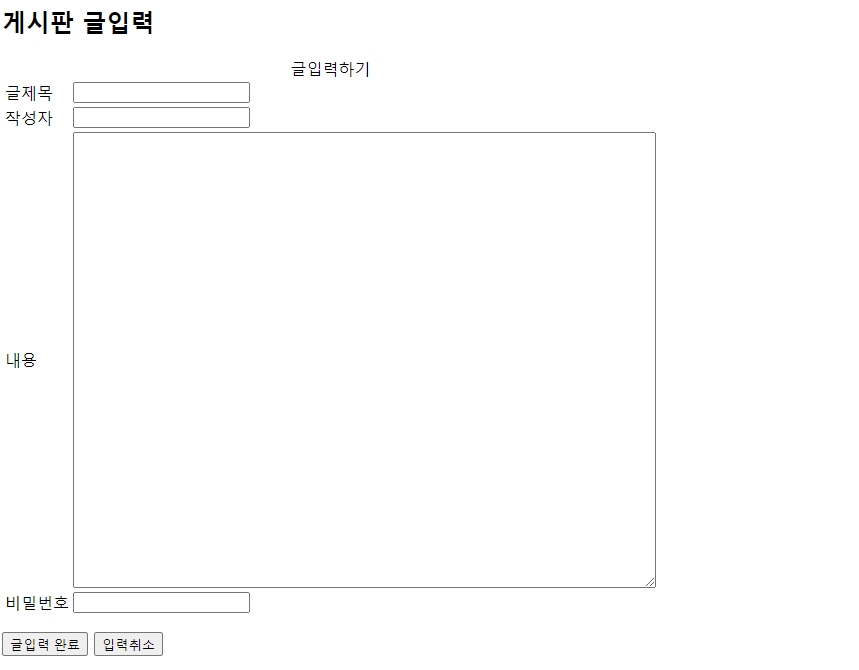 게시판 글입력
글입력하기
글제목
작성자
내용
비밀번호
글입력 완료 입력취소